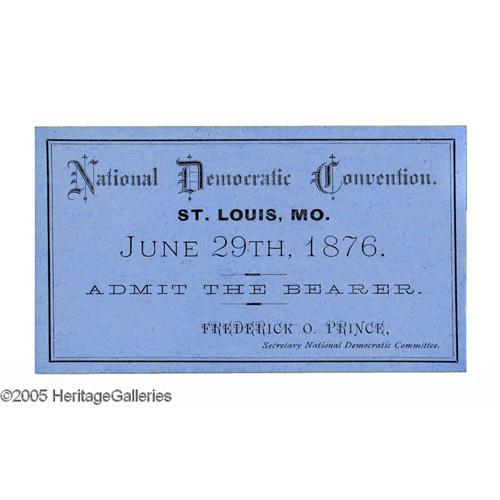 National Democratic Convention.
ST. LOUIS, MO.
JUNE 29TH, 1876.
ADMIT THE BEARER.
FREDERICK O. PRINCE,
Secretary National Democratic Committee.
©2005 HeritageGalleries